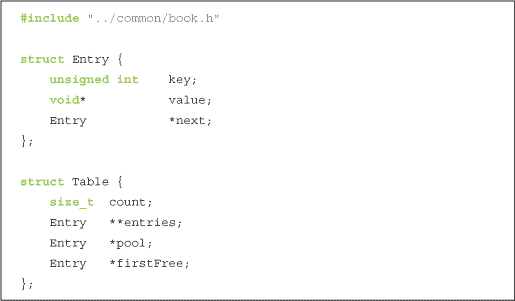 #include "../common/book.h"
struct Entry {
    unsigned int    key;
    void*           value;
    Entry           *next;
};
struct Table {
    size_t  count;
    Entry   **entries;
    Entry   *pool;
    Entry   *firstFree;
};